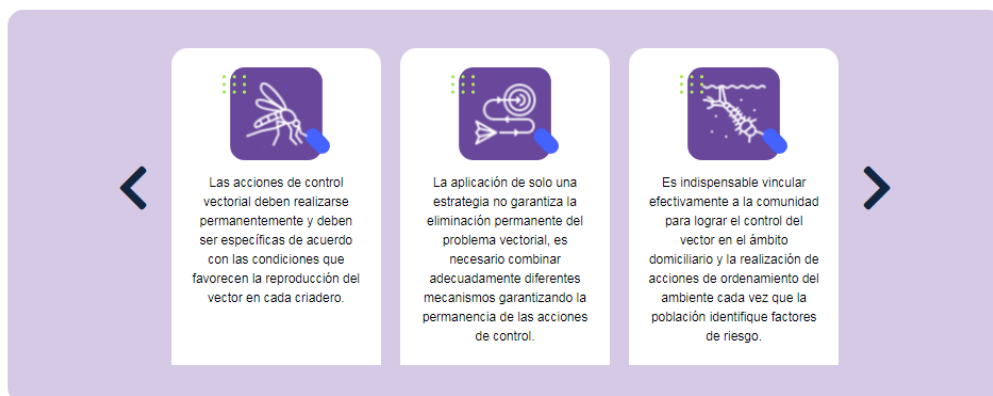 Las acciones de control
vectorial deben realizarse
permanentemente y deben
ser específicas de acuerdo
con las condiciones que
favorecen la reproducción del
vector en cada criadero.
La aplicación de solo una
estrategia no garantiza la
eliminación permanente del
problema vectorial, es
necesario combinar
adecuadamente diferentes
mecanismos garantizando la
permanencia de las acciones
de control.
Es indispensable vincular
efectivamente a la comunidad
para lograr el control del
vector en el ámbito
domiciliario y la realización de
acciones de ordenamiento del
ambiente cada vez que la
población identifique factores
de riesgo.